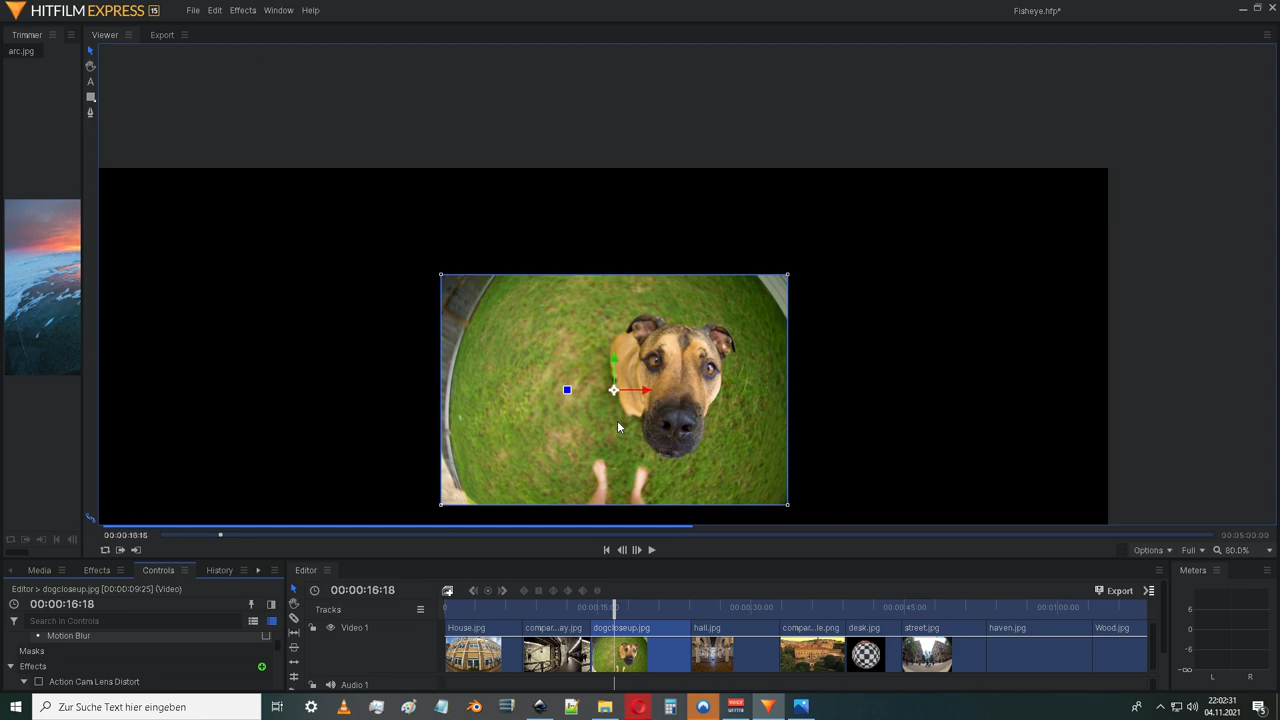 HITFILM EXPRESS 15
File Edit Effects Window Help
Fisheye.hfp*
Trimmer
Viewer
Export
arc.jpg
A
00:00:16:18
00:05:00:00
Options
Full
80.0%
Media
Effects
Controls
History
Editor
Meters
Editor > dogcloseup.jpg [00:00:09:25] (Video)
00:00:16:18
00:00:16:18
Export
Search in Controls
Tracks
0
00:00:15:00
00:00:30:00
00:00:45:00
00:01:00:00
Motion Blur
Video 1
House.jpg
compar...ay.jpg
dogcloseup.jpg
hall.jpg
compar...le.png
desk.jpg
street.jpg
haven.jpg
Wood.jpg
Masks
Effects
Action Cam Lens Distort
Audio 1
6
0
-6
-∞
L
R
Zur Suche Text hier eingeben
22:02:31
04.11.2021